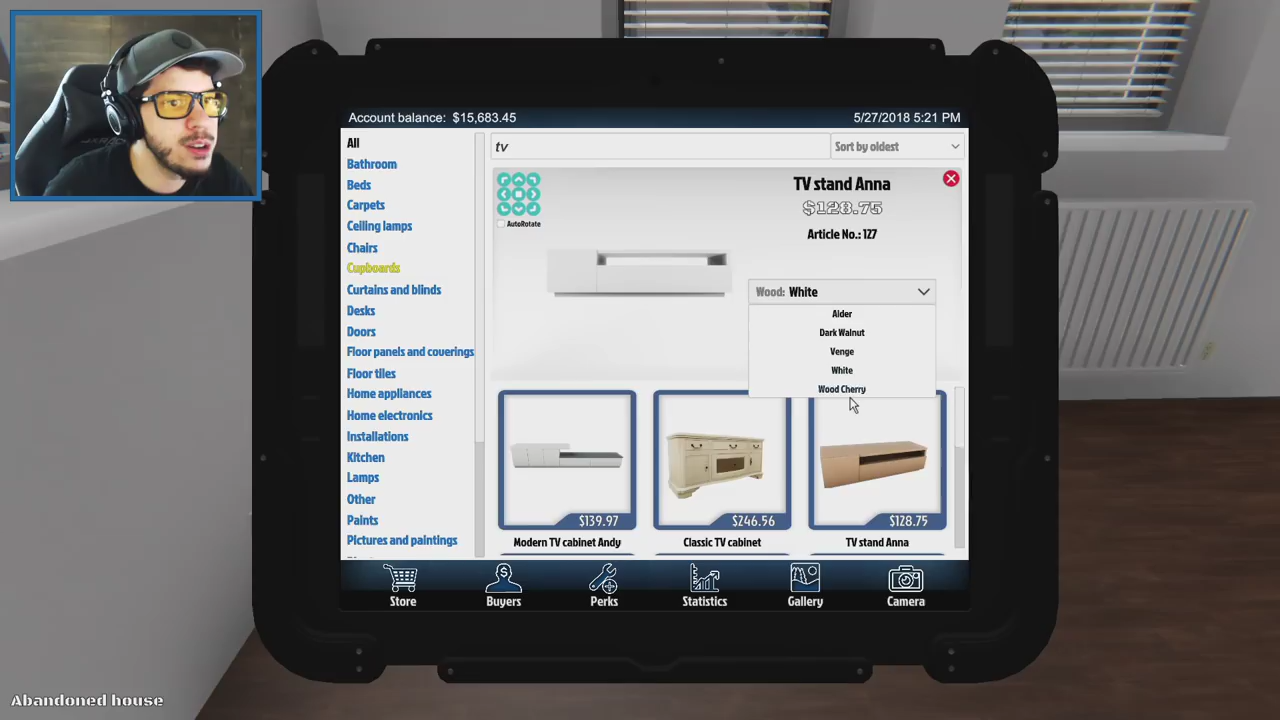 Account balance: $15,683.45
5/27/2018 5:21 PM
All
Bathroom
Beds
Carpets
Ceiling lamps
Chairs
Cupboards
Curtains and blinds
Desks
Doors
Floor panels and coverings
Floor tiles
Home appliances
Home electronics
Installations
Kitchen
Lamps
Other
Paints
Pictures and paintings
tv
Sort by oldest
AutoRotate
TV stand Anna
$128.75
Article No.: 127
Wood: White
Alder
Dark Walnut
Venge
White
Wood Cherry
$139.97
$246.56
$128.75
Modern TV cabinet Andy
Classic TV cabinet
TV stand Anna
Store
Buyers
Perks
Statistics
Gallery
Camera
Abandoned house